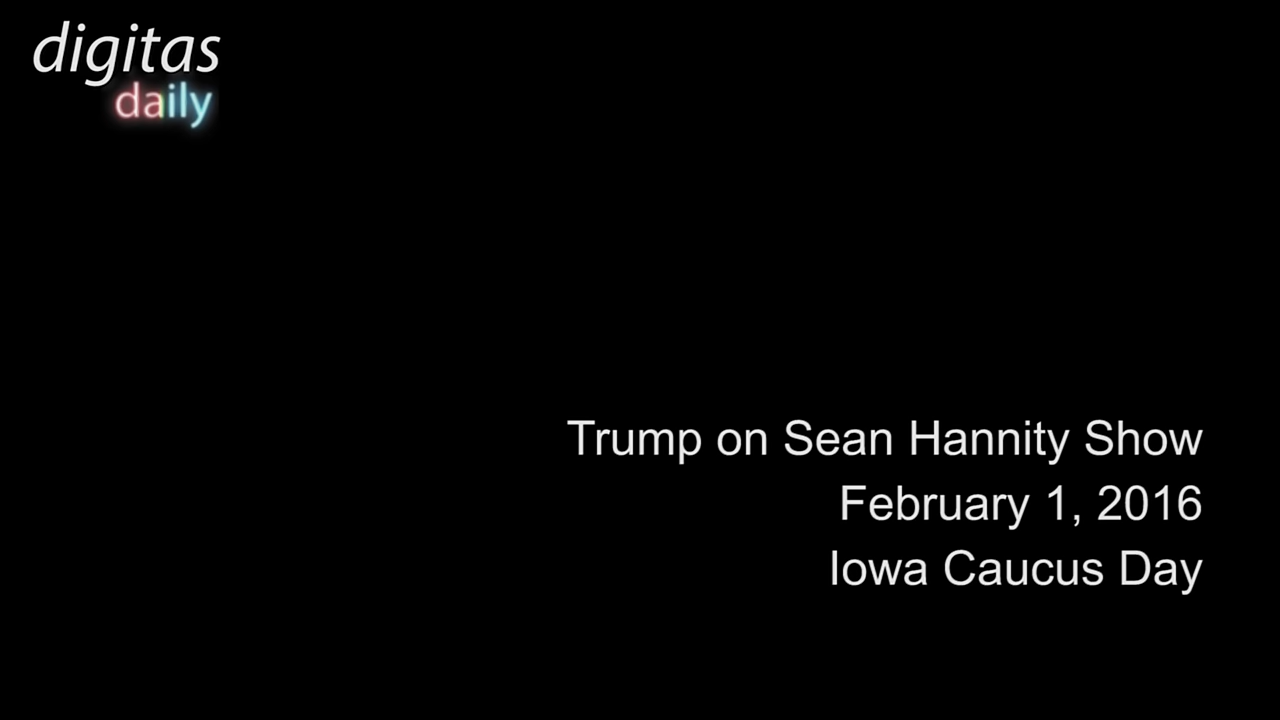 digitas
daily
Trump on Sean Hannity Show
February 1, 2016
Iowa Caucus Day